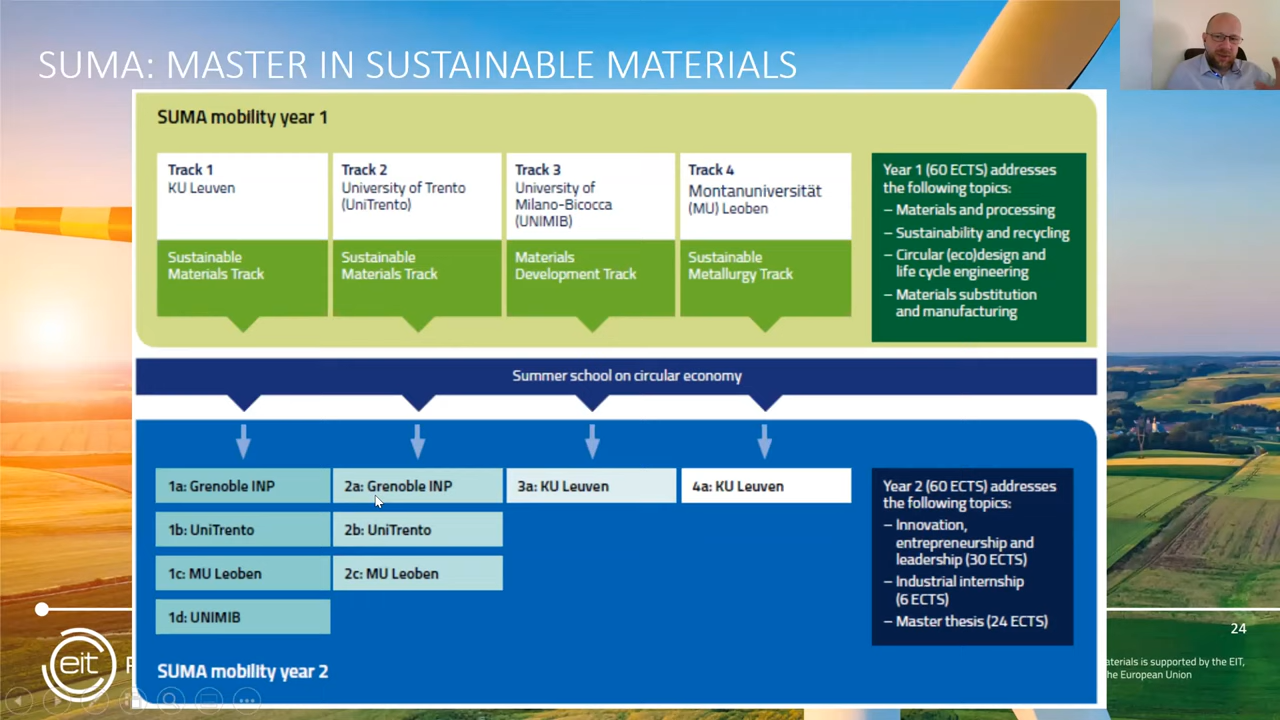 SUMA: MASTER IN SUSTAINABLE MATERIALS
SUMA mobility year 1
Track 1
KU Leuven
Sustainable
Materials Track
Track 2
University of Trento
(UniTrento)
Sustainable
Materials Track
Track 3
University of
Milano-Bicocca
(UNIMIB)
Materials
Development Track
Track 4
Montanuniversität
(MU) Leoben
Sustainable
Metallurgy Track
Year 1 (60 ECTS) addresses
the following topics:
– Materials and processing
– Sustainability and recycling
– Circular (eco)design and
life cycle engineering
– Materials substitution
and manufacturing
Summer school on circular economy
1a: Grenoble INP
1b: UniTrento
1c: MU Leoben
1d: UNIMIB
2a: Grenoble INP
2b: UniTrento
2c: MU Leoben
3a: KU Leuven
4a: KU Leuven
Year 2 (60 ECTS) addresses
the following topics:
– Innovation,
entrepreneurship and
leadership (30 ECTS)
– Industrial internship
(6 ECTS)
– Master thesis (24 ECTS)
SUMA mobility year 2
24
eit
aterials is supported by the EIT,
he European Union